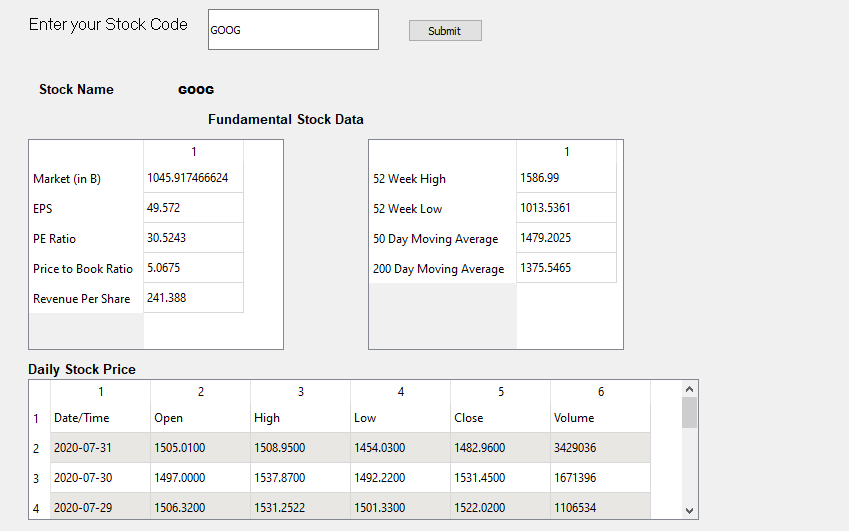 Enter your Stock Code GOOG Submit
Stock Name GOOG
Fundamental Stock Data
1
Market (in B) 1045.917466624
EPS 49.572
PE Ratio 30.5243
Price to Book Ratio 5.0675
Revenue Per Share 241.388
1
52 Week High 1586.99
52 Week Low 1013.5361
50 Day Moving Average 1479.2025
200 Day Moving Average 1375.5465
Daily Stock Price
1 2 3 4 5 6
1 Date/Time Open High Low Close Volume
2 2020-07-31 1505.0100 1508.9500 1454.0300 1482.9600 3429036
3 2020-07-30 1497.0000 1537.8700 1492.2200 1531.4500 1671396
4 2020-07-29 1506.3200 1531.2522 1501.3300 1522.0200 1106534